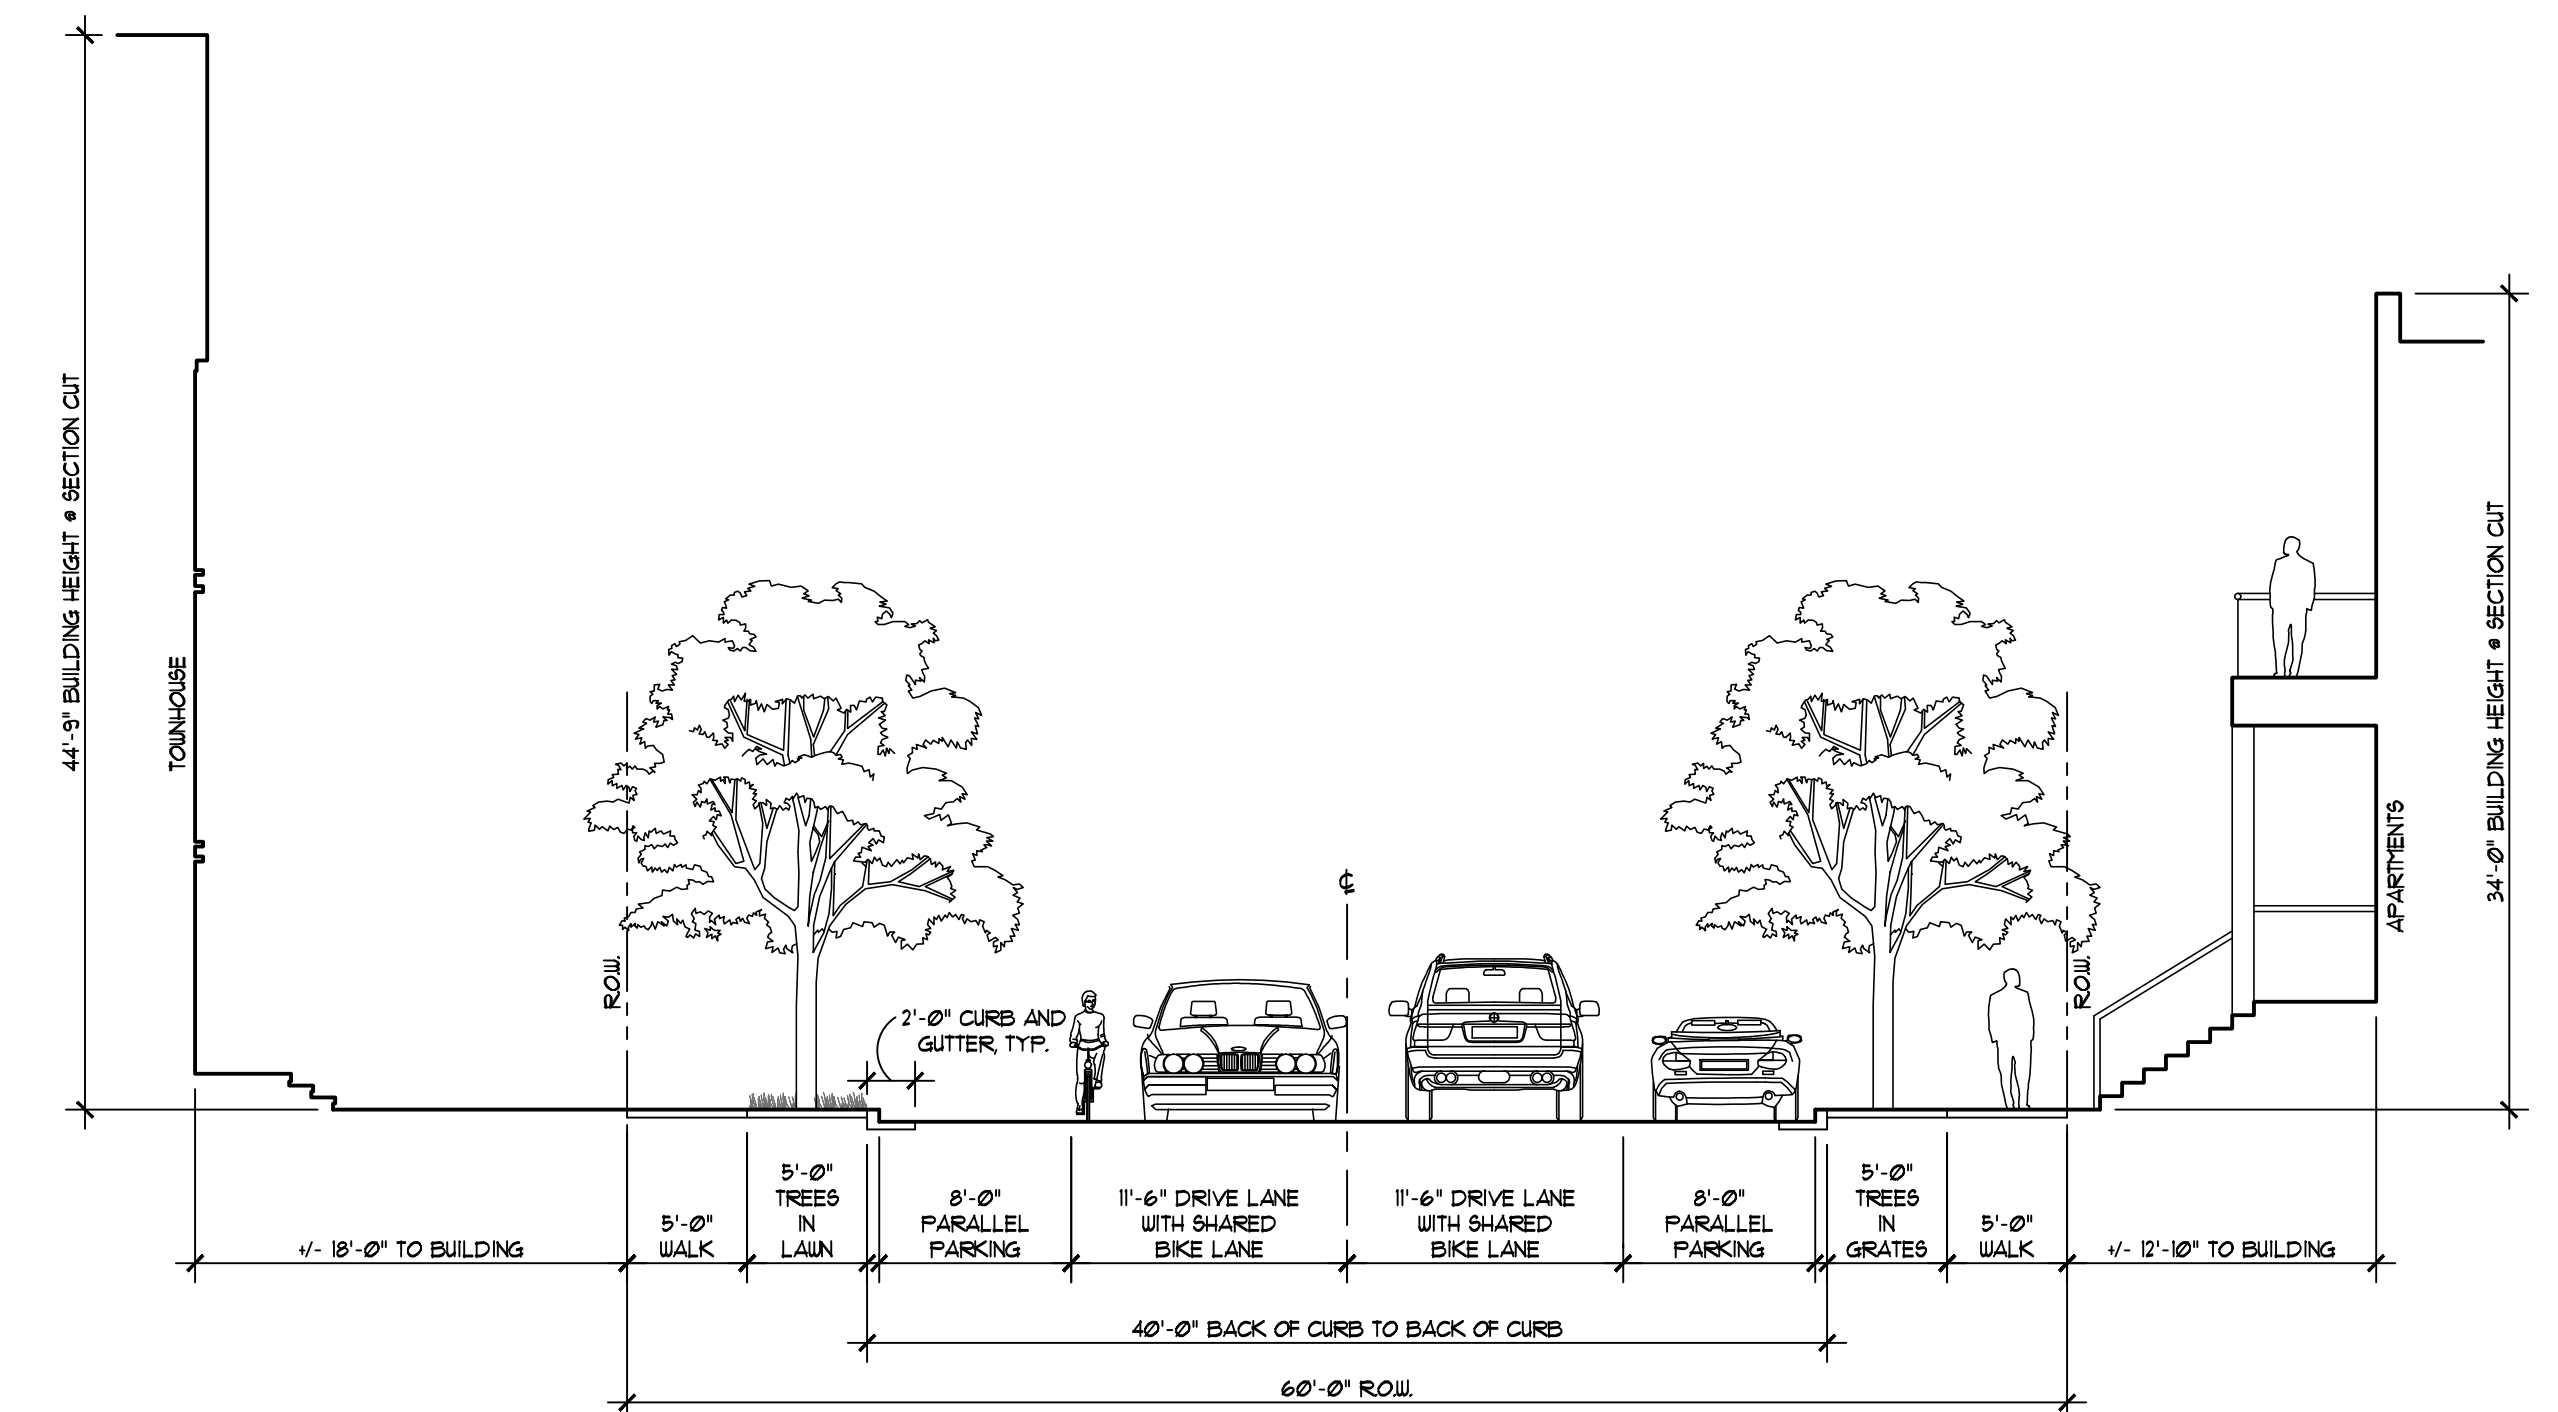 44'-9" BUILDING HEIGHT @ SECTION CUT
TOWNHOUSE
R.O.W.
2'-0" CURB AND
GUTTER, TYP.
℄
R.O.W.
APARTMENTS
34'-0" BUILDING HEIGHT @ SECTION CUT
+/- 18'-0" TO BUILDING
5'-0"
WALK
5'-0"
TREES
IN
LAWN
8'-0"
PARALLEL
PARKING
11'-6" DRIVE LANE
WITH SHARED
BIKE LANE
11'-6" DRIVE LANE
WITH SHARED
BIKE LANE
8'-0"
PARALLEL
PARKING
5'-0"
TREES
IN
GRATES
5'-0"
WALK
+/- 12'-10" TO BUILDING
40'-0" BACK OF CURB TO BACK OF CURB
60'-0" R.O.W.